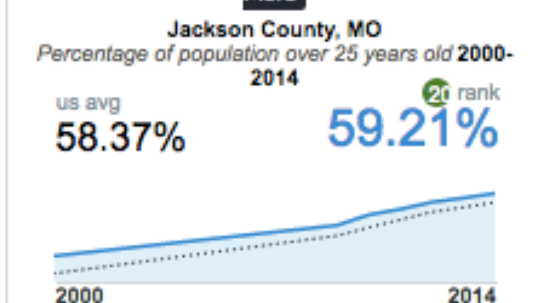 Jackson County, MO
Percentage of population over 25 years old 2000-
2014
us avg
20 rank
58.37%
59.21%
2000
2014